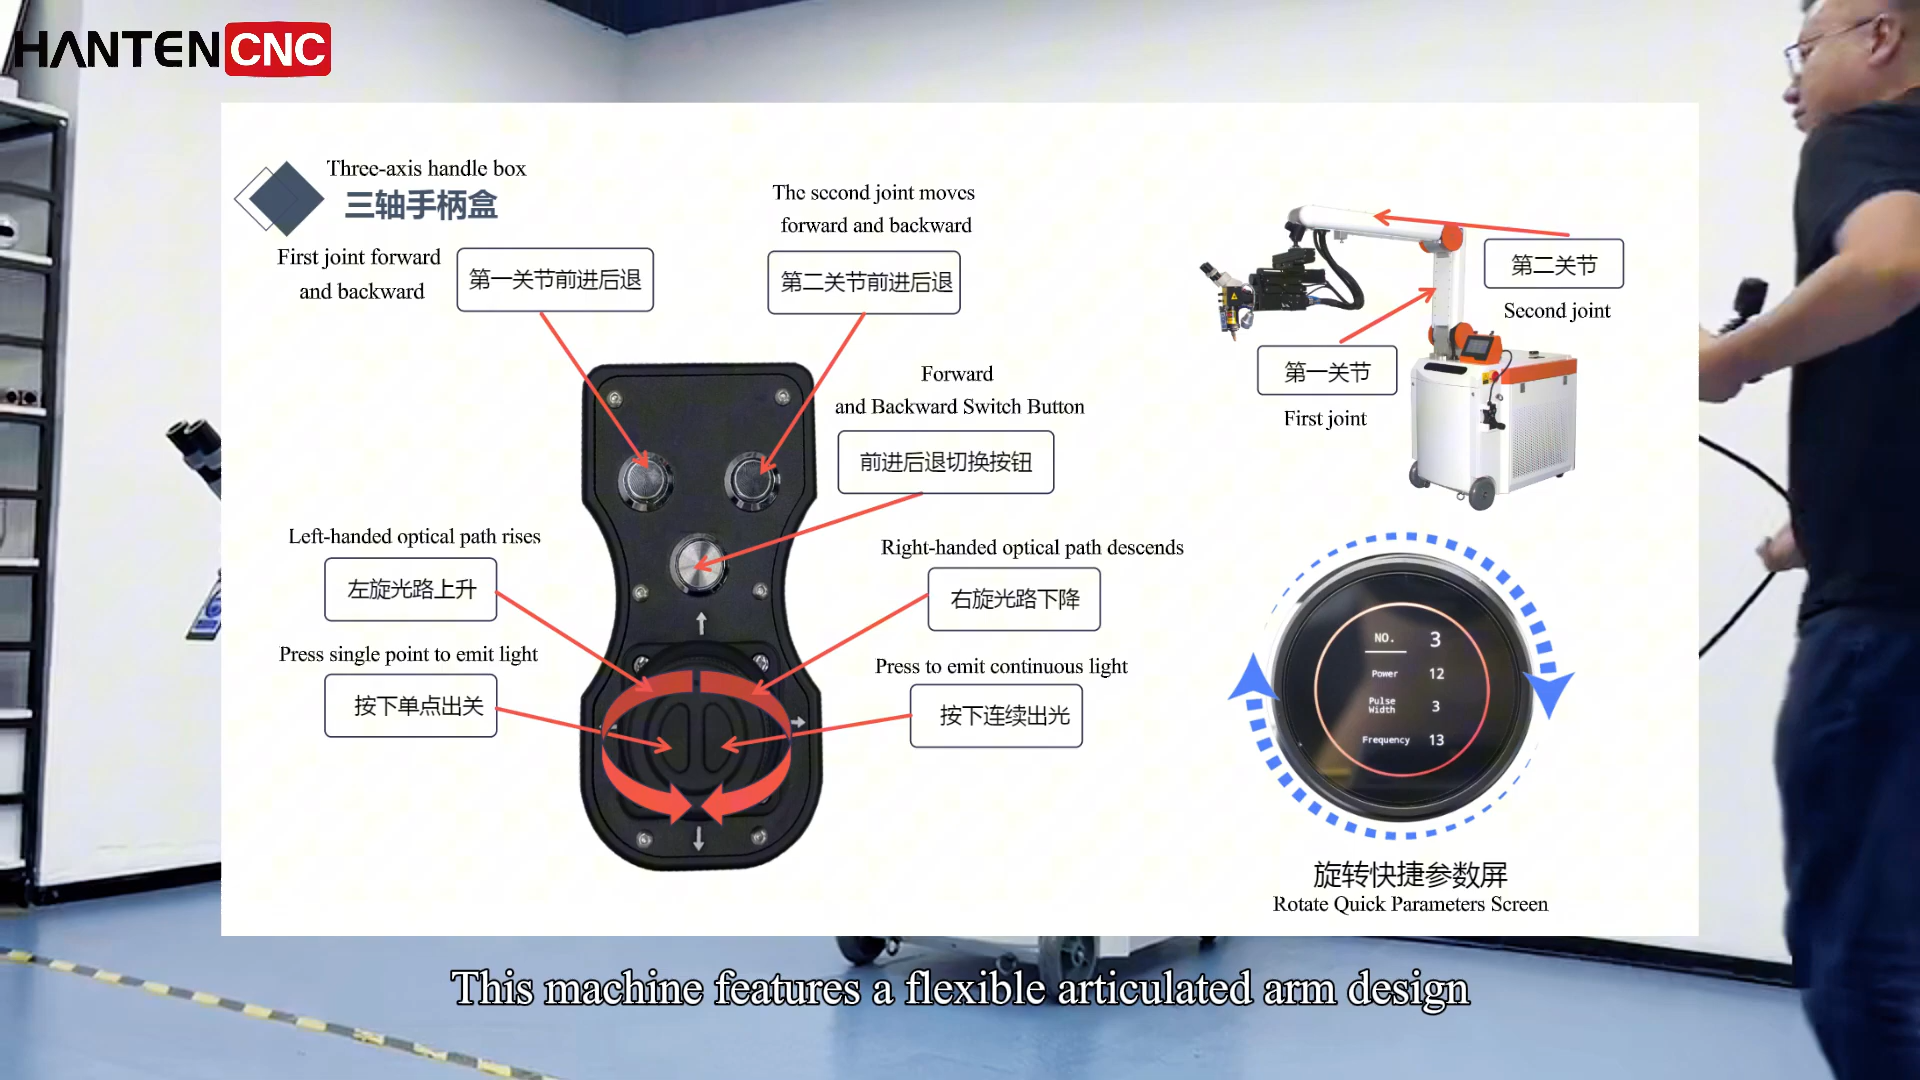 HANTENCNC
Three-axis handle box
三轴手柄盒
First joint forward
and backward
第一关节前进后退
The second joint moves
forward and backward
第二关节前进后退
Forward
and Backward Switch Button
前进后退切换按钮
Left-handed optical path rises
左旋光路上升
Right-handed optical path descends
右旋光路下降
Press single point to emit light
按下单点出关
Press to emit continuous light
按下连续出光
第二关节
Second joint
第一关节
First joint
NO. 3
Power 12
Pulse
Width 3
Frequency 13
旋转快捷参数屏
Rotate Quick Parameters Screen
This machine features a flexible articulated arm design